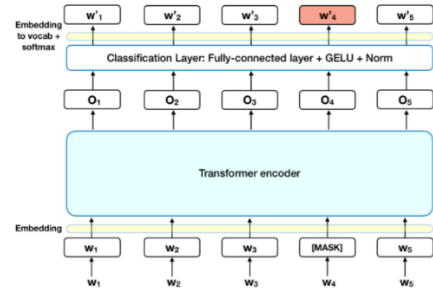 Embedding
to vocab +
softmax
w'1 w'2 w'3 w'4 w'5
Classification Layer: Fully-connected layer + GELU + Norm
O1 O2 O3 O4 O5
Transformer encoder
Embedding
W1 W2 W3 [MASK] W5
W1 W2 W3 W4 W5